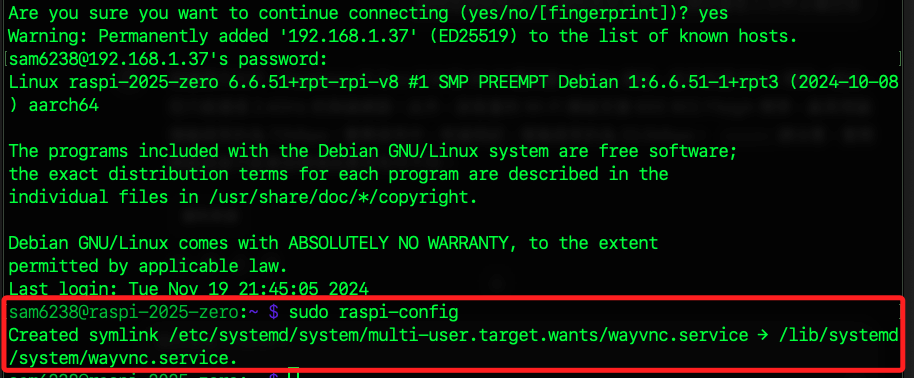 Are you sure you want to continue connecting (yes/no/[fingerprint])? yes
Warning: Permanently added '192.168.1.37' (ED25519) to the list of known hosts.
sam6238@192.168.1.37's password:
Linux raspi-2025-zero 6.6.51+rpt-rpi-v8 #1 SMP PREEMPT Debian 1:6.6.51-1+rpt3 (2024-10-08
) aarch64
The programs included with the Debian GNU/Linux system are free software;
the exact distribution terms for each program are described in the
individual files in /usr/share/doc/*/copyright.
Debian GNU/Linux comes with ABSOLUTELY NO WARRANTY, to the extent
permitted by applicable law.
Last login: Tue Nov 19 21:45:05 2024
sam6238@raspi-2025-zero:~ $ sudo raspi-config
Created symlink /etc/systemd/system/multi-user.target.wants/wayvnc.service → /lib/systemd
/system/wayvnc.service.
sam6238@raspi-2025-zero:~ $